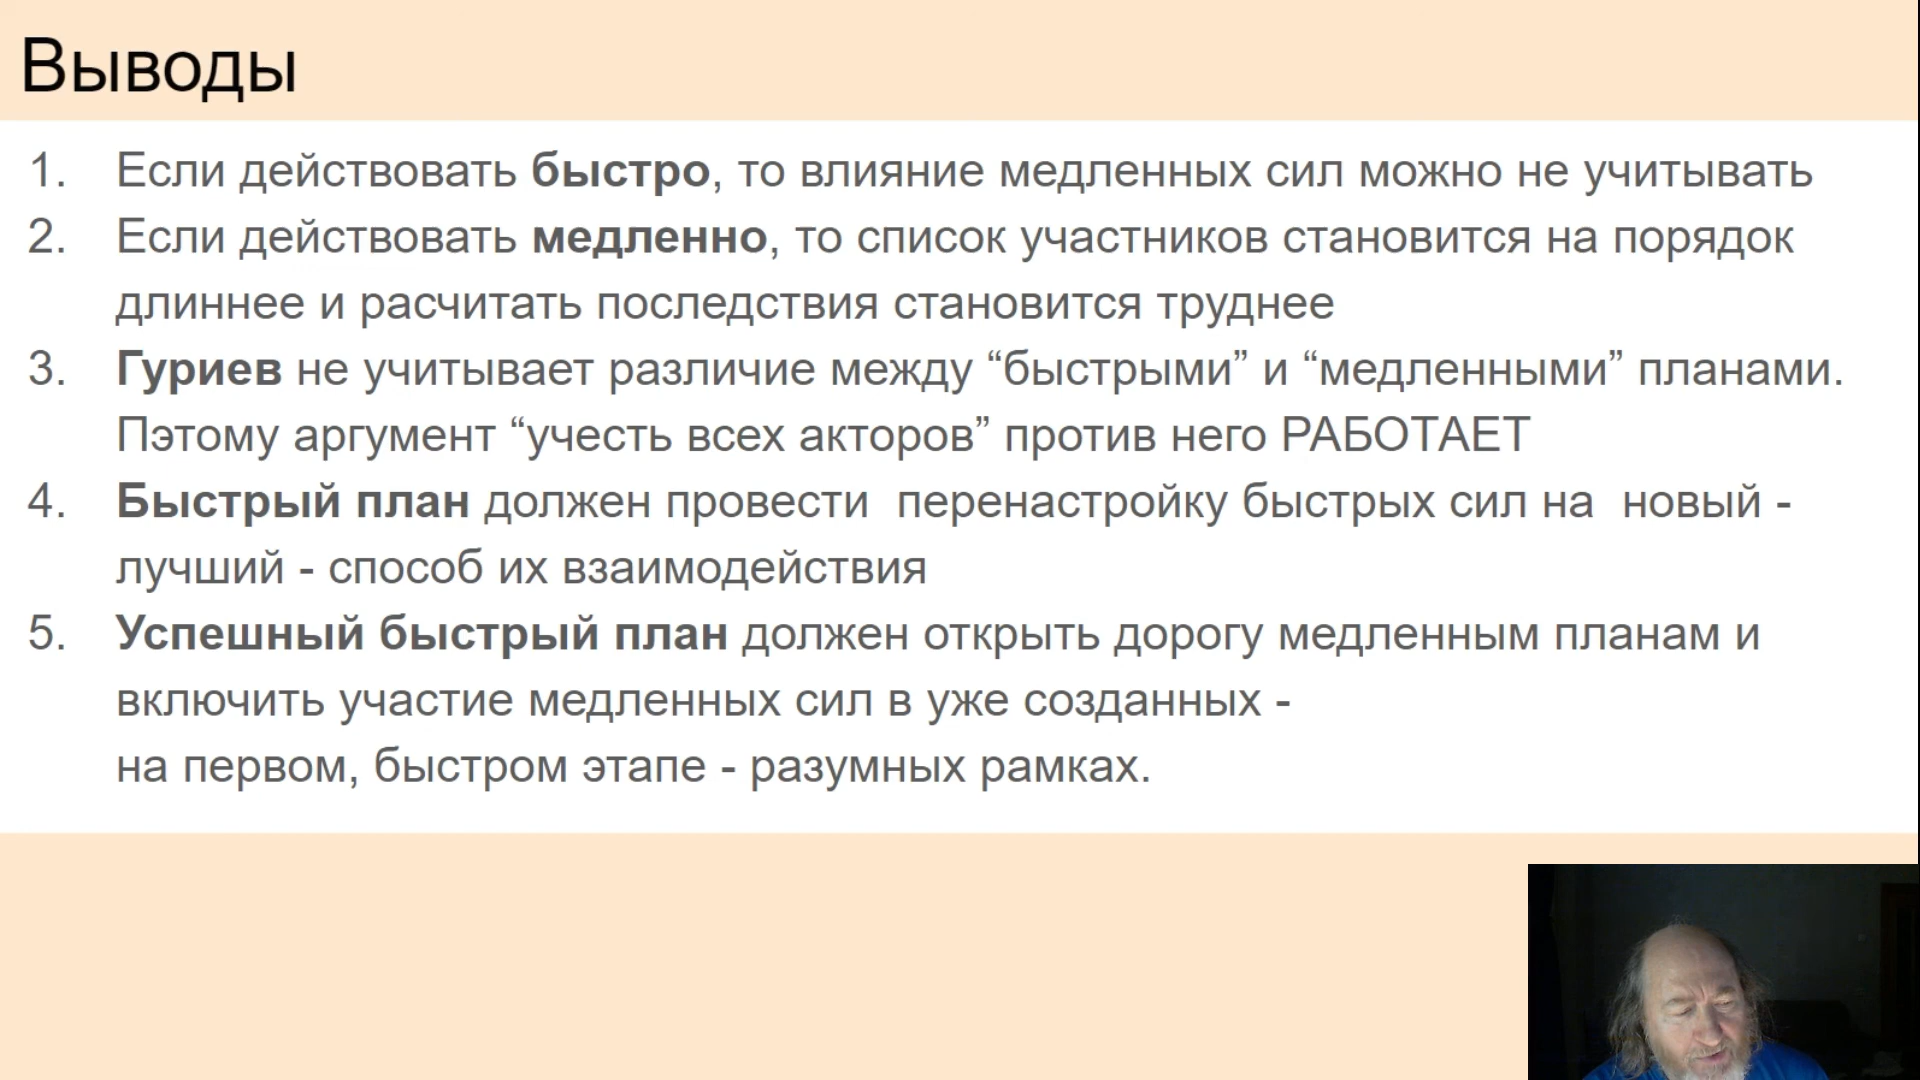 Выводы
1. Если действовать быстро, то влияние медленных сил можно не учитывать
2. Если действовать медленно, то список участников становится на порядок
длиннее и расчитать последствия становится труднее
3. Гуриев не учитывает различие между “быстрыми” и “медленными” планами.
Пэтому аргумент “учесть всех акторов” против него РАБОТАЕТ
4. Быстрый план должен провести  перенастройку быстрых сил на  новый -
лучший - способ их взаимодействия
5. Успешный быстрый план должен открыть дорогу медленным планам и
включить участие медленных сил в уже созданных -
на первом, быстром этапе - разумных рамках.